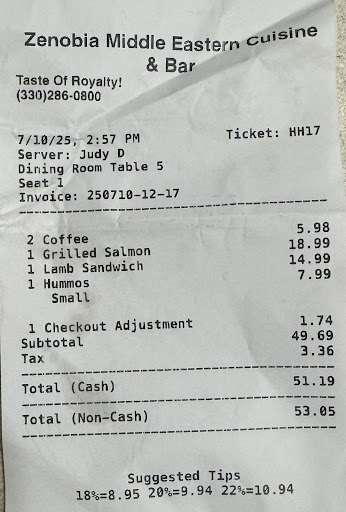 Zenobia Middle Eastern Cuisine
& Bar
Taste Of Royalty!
(330)286-0800
7/10/25, 2:57 PM Ticket: HH17
Server: Judy D
Dining Room Table 5
Seat 1
Invoice: 250710-12-17
2 Coffee 5.98
1 Grilled Salmon 18.99
1 Lamb Sandwich 14.99
1 Hummos 7.99
Small
1 Checkout Adjustment 1.74
Subtotal 49.69
Tax 3.36
Total (Cash) 51.19
Total (Non-Cash) 53.05
Suggested Tips
18%=8.95 20%=9.94 22%=10.94